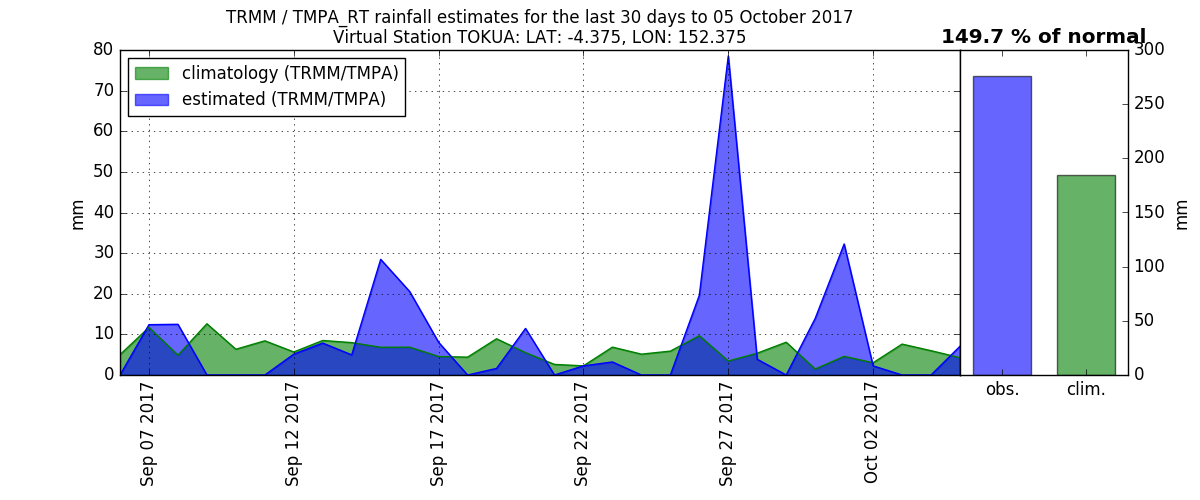 TRMM / TMPA_RT rainfall estimates for the last 30 days to 05 October 2017
Virtual Station TOKUA: LAT: -4.375, LON: 152.375
149.7 % of normal
climatology (TRMM/TMPA)
estimated (TRMM/TMPA)
mm
80
70
60
50
40
30
20
10
0
Sep 07 2017
Sep 12 2017
Sep 17 2017
Sep 22 2017
Sep 27 2017
Oct 02 2017
300
250
200
150
100
50
0
mm
obs.
clim.